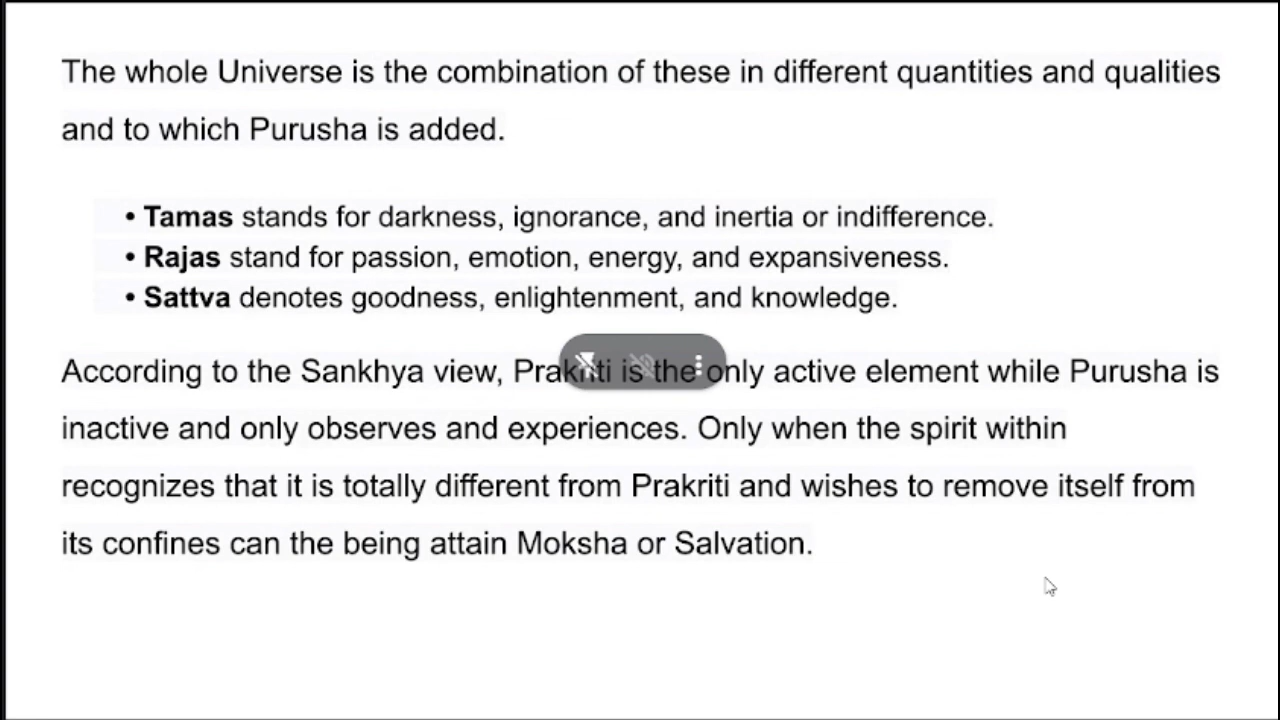 The whole Universe is the combination of these in different quantities and qualities
and to which Purusha is added.
• Tamas stands for darkness, ignorance, and inertia or indifference.
• Rajas stand for passion, emotion, energy, and expansiveness.
• Sattva denotes goodness, enlightenment, and knowledge.
According to the Sankhya view, Prakriti is the only active element while Purusha is
inactive and only observes and experiences. Only when the spirit within
recognizes that it is totally different from Prakriti and wishes to remove itself from
its confines can the being attain Moksha or Salvation.